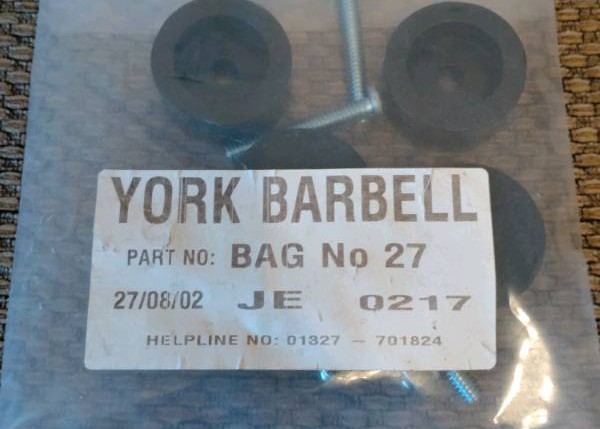 YORK BARBELL
PART NO: BAG No 27
27/08/02 JE 0217
HELPLINE NO: 01327 – 701824